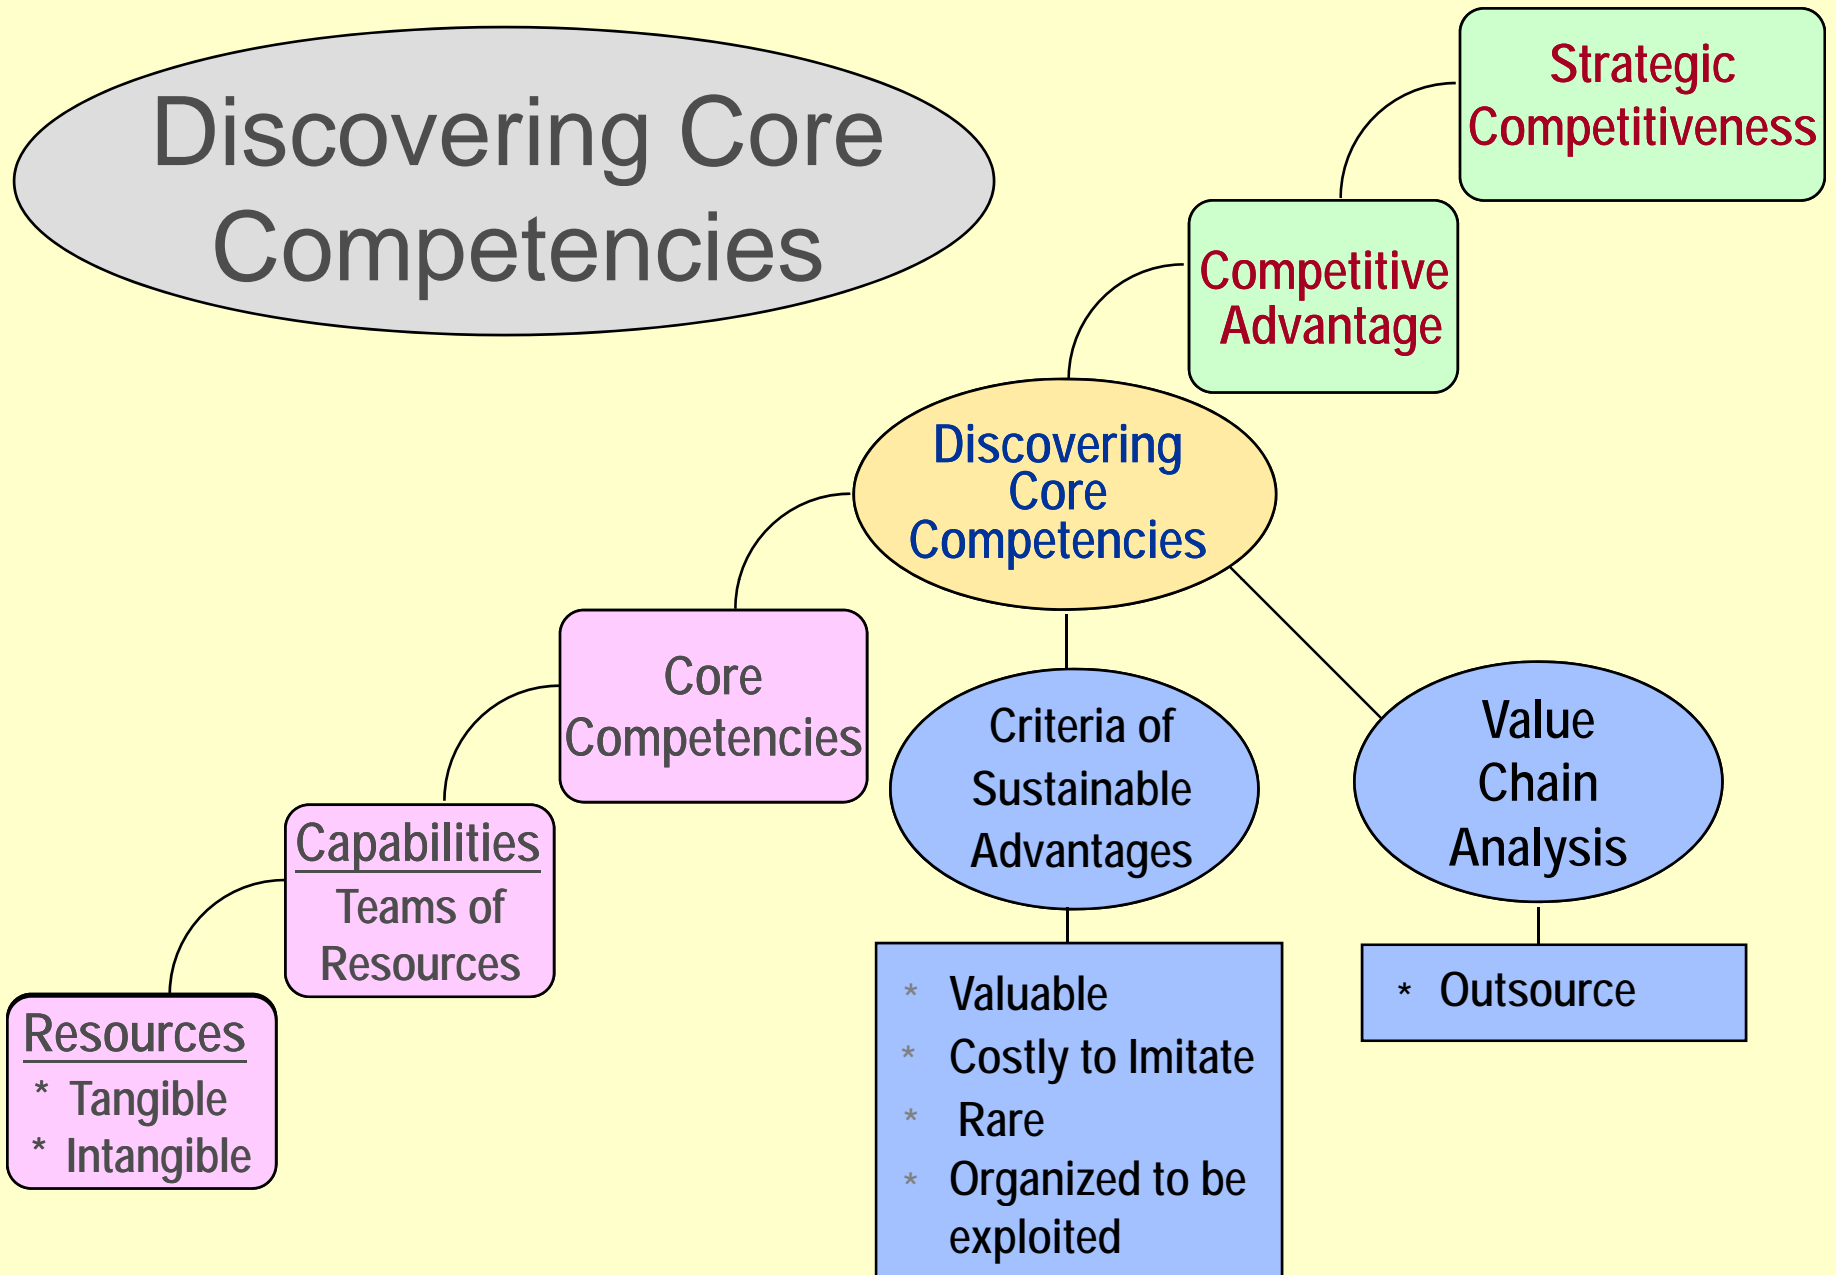 Discovering Core
Competencies
Strategic
Competitiveness
Competitive
Advantage
Discovering
Core
Competencies
Core
Competencies
Capabilities
Teams of
Resources
Resources
* Tangible
* Intangible
Criteria of
Sustainable
Advantages
* Valuable
* Costly to Imitate
* Rare
* Organized to be
exploited
Value
Chain
Analysis
* Outsource